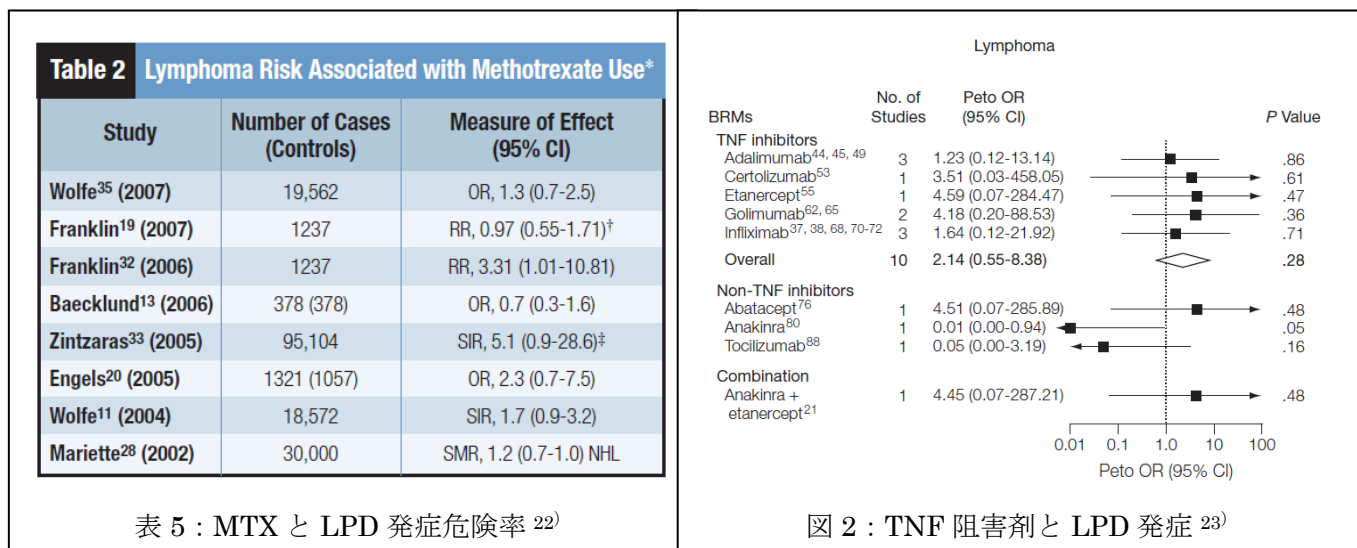 Table 2 Lymphoma Risk Associated with Methotrexate Use*
Study Number of Cases (Controls) Measure of Effect (95% CI)
Wolfe35 (2007) 19,562 OR, 1.3 (0.7-2.5)
Franklin19 (2007) 1237 RR, 0.97 (0.55-1.71)†
Franklin32 (2006) 1237 RR, 3.31 (1.01-10.81)
Baecklund13 (2006) 378 (378) OR, 0.7 (0.3-1.6)
Zintzaras33 (2005) 95,104 SIR, 5.1 (0.9-28.6)‡
Engels20 (2005) 1321 (1057) OR, 2.3 (0.7-7.5)
Wolfe11 (2004) 18,572 SIR, 1.7 (0.9-3.2)
Mariette28 (2002) 30,000 SMR, 1.2 (0.7-1.0) NHL
表 5：MTX と LPD 発症危険率 22)
Lymphoma
BRMs No. of Studies Peto OR (95% CI) P Value
TNF inhibitors
Adalimumab44, 45, 49 3 1.23 (0.12-13.14) .86
Certolizumab53 1 3.51 (0.03-458.05) .61
Etanercept55 1 4.59 (0.07-284.47) .47
Golimumab62, 65 2 4.18 (0.20-88.53) .36
Infliximab37, 38, 68, 70-72 3 1.64 (0.12-21.92) .71
Overall 10 2.14 (0.55-8.38) .28
Non-TNF inhibitors
Abatacept76 1 4.51 (0.07-285.89) .48
Anakinra80 1 0.01 (0.00-0.94) .05
Tocilizumab88 1 0.05 (0.00-3.19) .16
Combination
Anakinra + 1 4.45 (0.07-287.21) .48
etanercept21
0.01 0.1 1.0 10 100
Peto OR (95% CI)
図 2：TNF 阻害剤と LPD 発症 23)